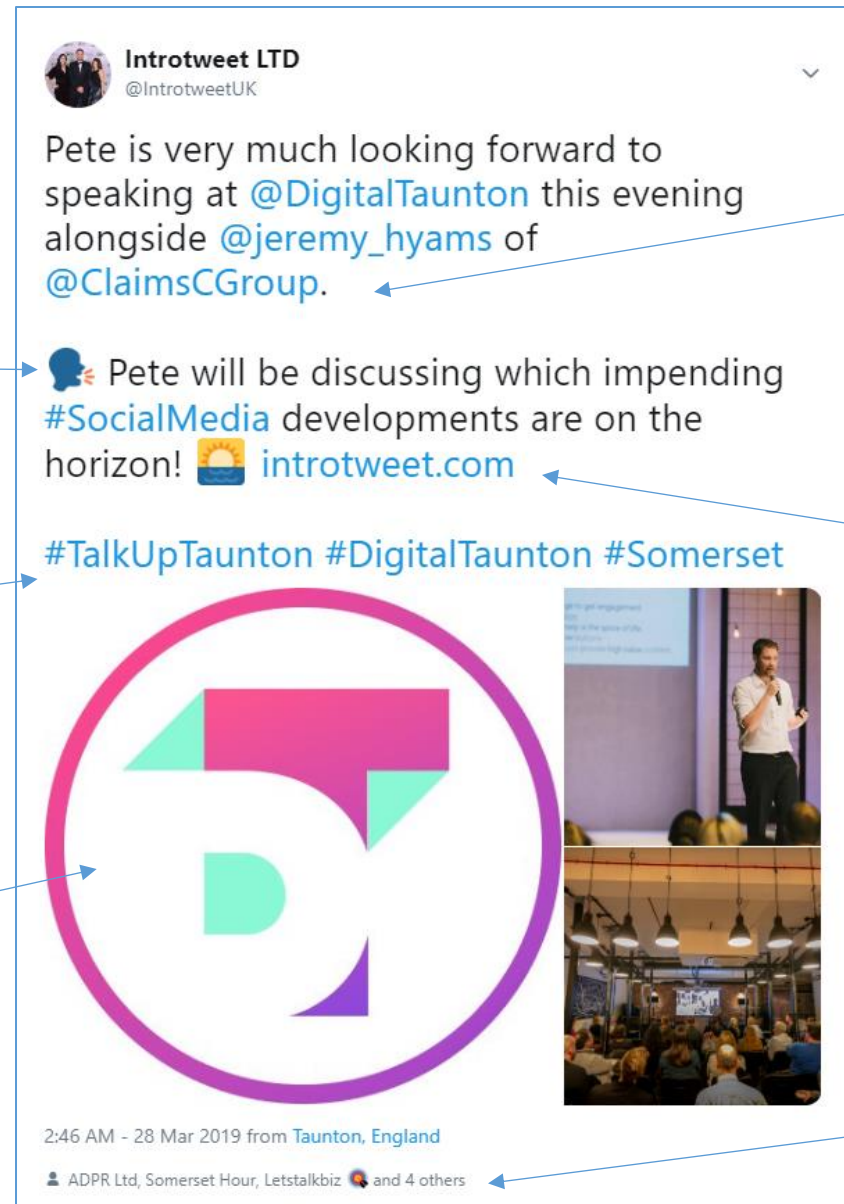 Introtweet LTD
@IntrotweetUK
Pete is very much looking forward to
speaking at @DigitalTaunton this evening
alongside @jeremy_hyams of
@ClaimsCGroup.
🗣 Pete will be discussing which impending
#SocialMedia developments are on the
horizon! 🌅 introtweet.com
#TalkUpTaunton #DigitalTaunton #Somerset
2:46 AM - 28 Mar 2019 from Taunton, England
ADPR Ltd, Somerset Hour, Letstalkbiz and 4 others